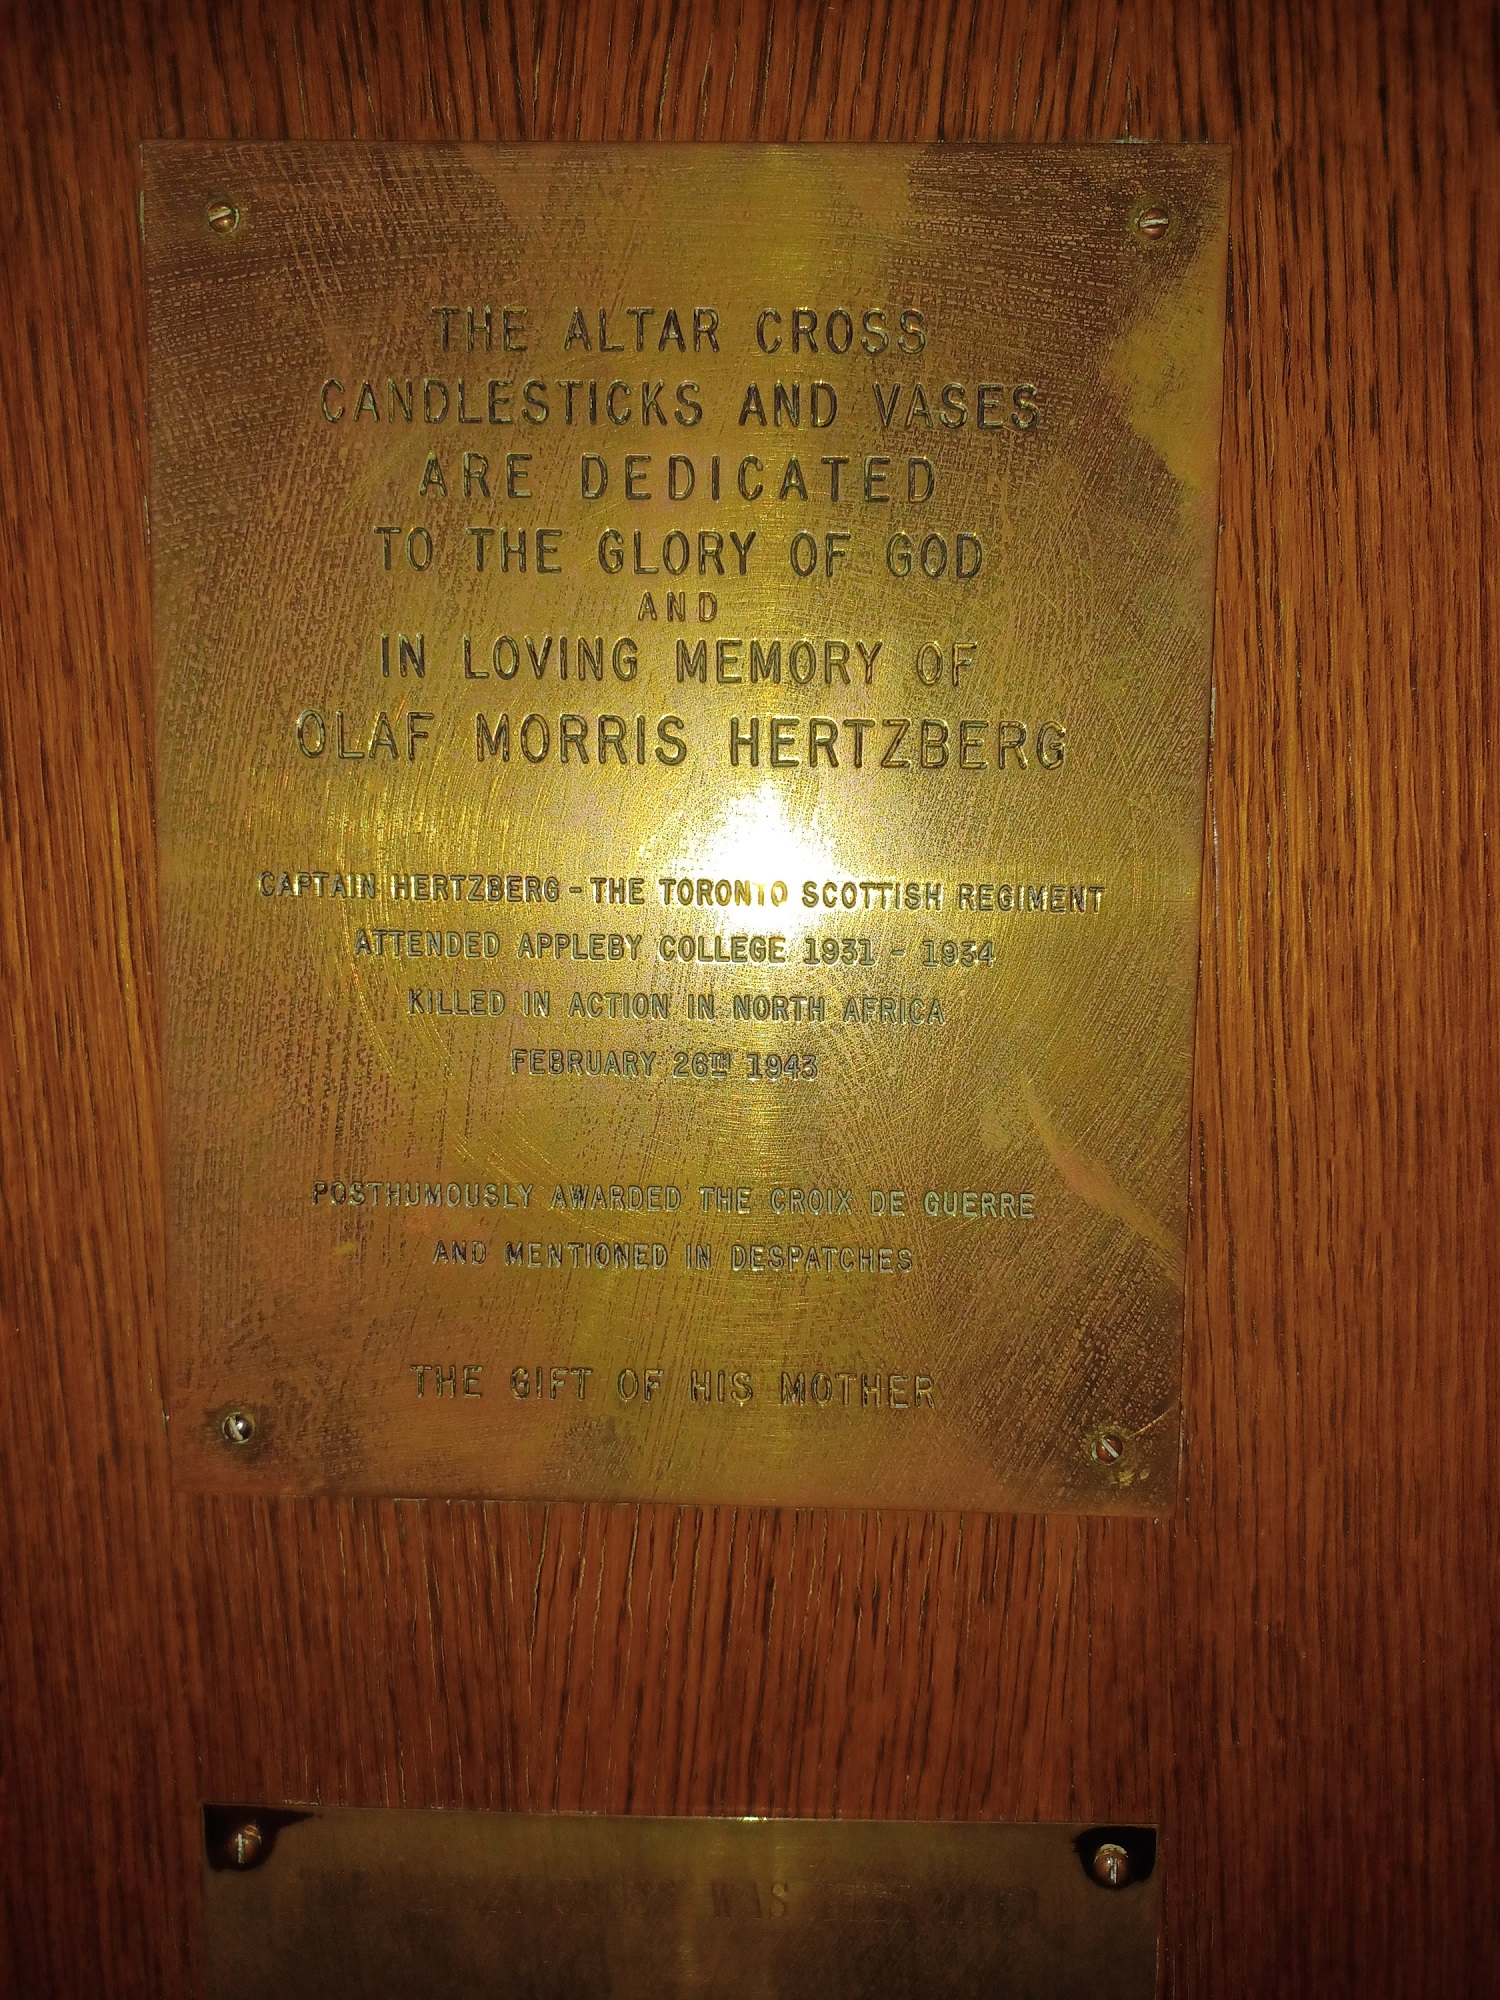 THE ALTAR CROSS
CANDLESTICKS AND VASES
ARE DEDICATED
TO THE GLORY OF GOD
AND
IN LOVING MEMORY OF
OLAF MORRIS HERTZBERG
CAPTAIN HERTZBERG - THE TORONTO SCOTTISH REGIMENT
ATTENDED APPLEBY COLLEGE 1931 - 1934
KILLED IN ACTION IN NORTH AFRICA
FEBRUARY 26TH 1943
POSTHUMOUSLY AWARDED THE CROIX DE GUERRE
AND MENTIONED IN DESPATCHES
THE GIFT OF HIS MOTHER
WAS